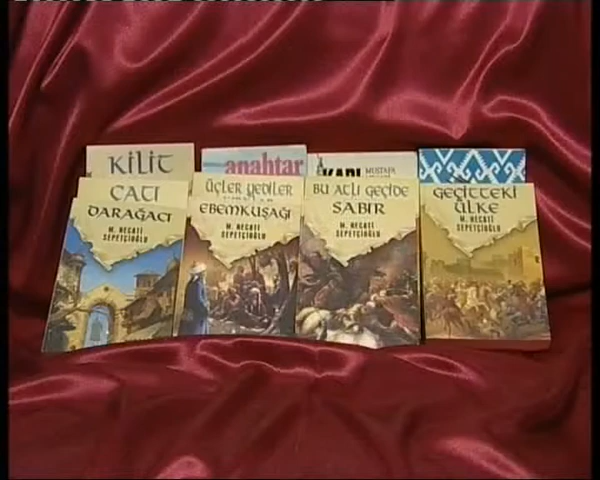 KİLİT
anahtar
KAPI
MUSTAFA
ÇATI
ÜÇLER YEDİLER
BU ATLI GEÇİDE
GEÇİTTEKİ
ÜLKE
M. NECATİ
SEPETÇİOĞLU
DARAĞACI
M. NECATİ
SEPETÇİOĞLU
EBEMKUŞAĞI
M. NECATİ
SEPETÇİOĞLU
SABIR
M. NECATİ
SEPETÇİOĞLU